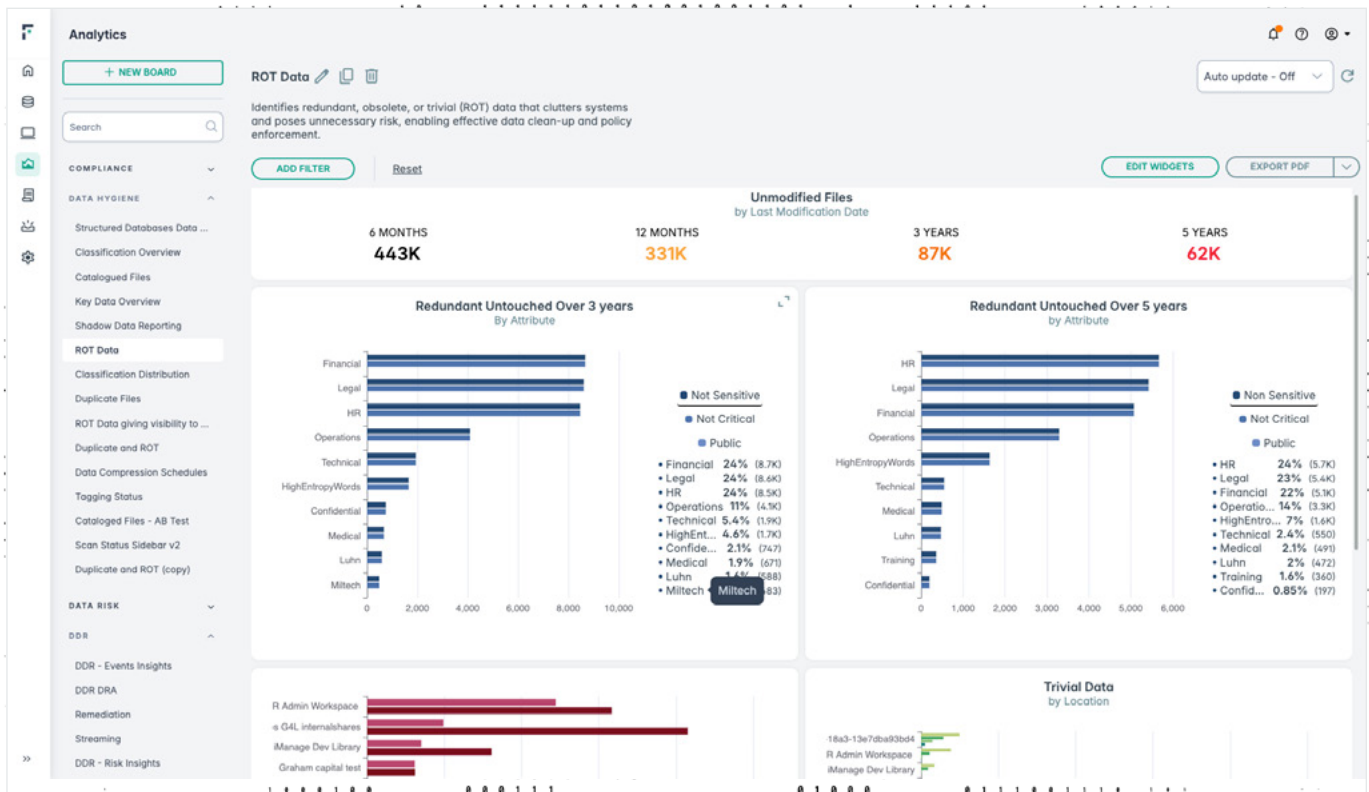 Analytics
+ NEW BOARD
Search
COMPLIANCE
DATA HYGIENE
Structured Databases Data ...
Classification Overview
Catalogued Files
Key Data Overview
Shadow Data Reporting
ROT Data
Classification Distribution
Duplicate Files
ROT Data giving visibility to ...
Duplicate and ROT
Data Compression Schedules
Tagging Status
Cataloged Files - AB Test
Scan Status Sidebar v2
Duplicate and ROT (copy)
DATA RISK
DDR
DDR - Events Insights
DDR DRA
Remediation
Streaming
DDR - Risk Insights
ROT Data
Auto update - Off
Identifies redundant, obsolete, or trivial (ROT) data that clutters systems
and poses unnecessary risk, enabling effective data clean-up and policy
enforcement.
ADD FILTER
Reset
EDIT WIDGETS
EXPORT PDF
Unmodified Files
by Last Modification Date
6 MONTHS
443K
12 MONTHS
331K
3 YEARS
87K
5 YEARS
62K
Redundant Untouched Over 3 years
By Attribute
Financial
Legal
HR
Operations
Technical
HighEntropyWords
Confidential
Medical
Luhn
Miltech
0 2,000 4,000 6,000 8,000 10,000
Not Sensitive
Not Critical
Public
• Financial 24% (8.7K)
• Legal 24% (8.6K)
• HR 24% (8.5K)
• Operations 11% (4.1K)
• Technical 5.4% (1.9K)
• HighEnt... 4.6% (1.7K)
• Confide... 2.1% (747)
• Medical 1.9% (671)
• Luhn 1.6% (588)
• Miltech
Miltech
Redundant Untouched Over 5 years
by Attribute
HR
Legal
Financial
Operations
HighEntropyWords
Technical
Medical
Luhn
Training
Confidential
0 1,000 2,000 3,000 4,000 5,000 6,000
Non Sensitive
Not Critical
Public
• HR 24% (5.7K)
• Legal 23% (5.4K)
• Financial 22% (5.1K)
• Operatio... 14% (3.3K)
• HighEntro... 7% (1.6K)
• Technical 2.4% (550)
• Medical 2.1% (491)
• Luhn 2% (472)
• Training 1.6% (360)
• Confid... 0.85% (197)
R Admin Workspace
s G4L internalshares
iManage Dev Library
Graham capital test
Trivial Data
by Location
-18a3-13e7dba93bd4
R Admin Workspace
iManage Dev Library